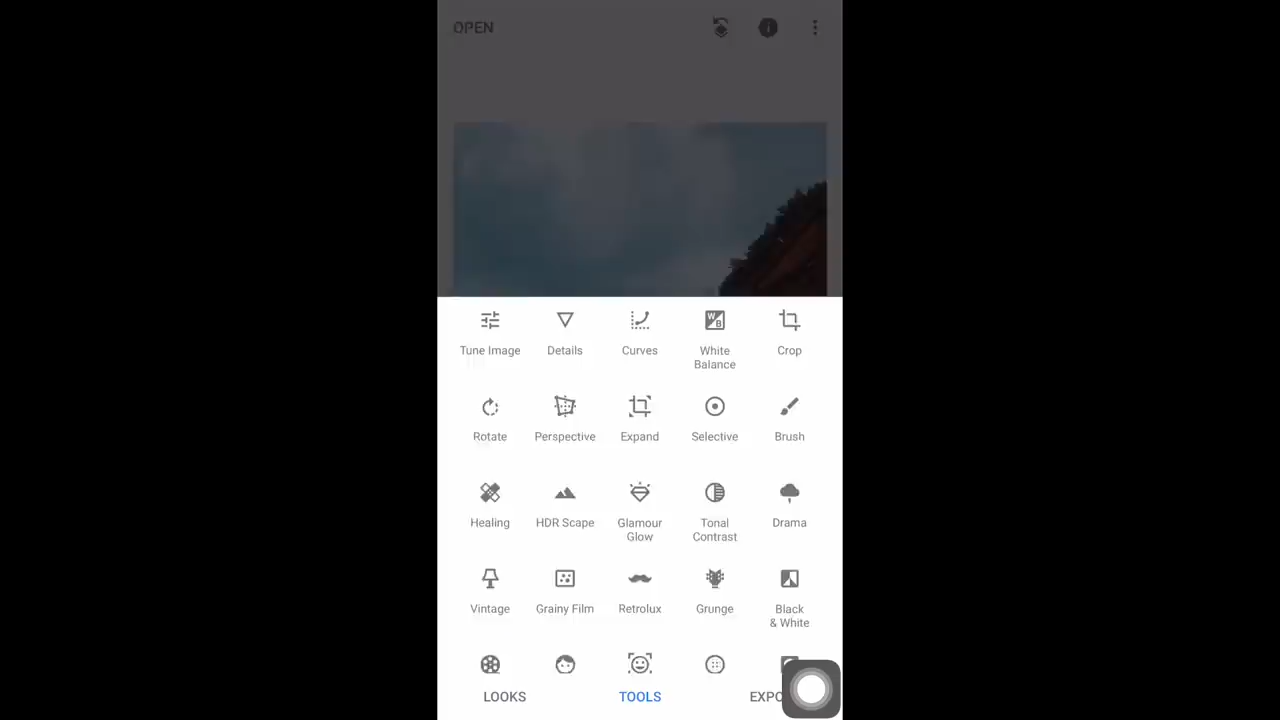 OPEN
Tune Image
Details
Curves
White
Balance
Crop
Rotate
Perspective
Expand
Selective
Brush
Healing
HDR Scape
Glamour
Glow
Tonal
Contrast
Drama
Vintage
Grainy Film
Retrolux
Grunge
Black
& White
LOOKS
TOOLS
EXPO